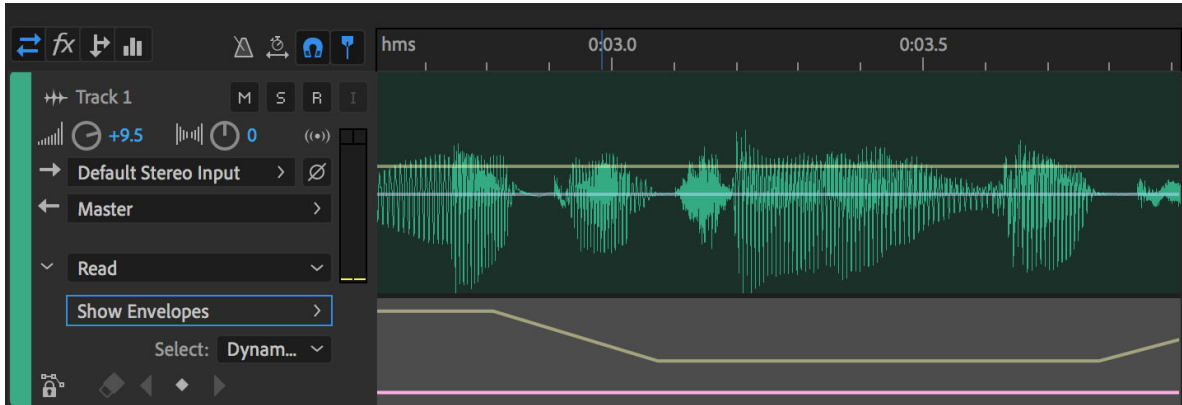 fx hms 0:03.0 0:03.5
Track 1 M S R I
+9.5 0
Default Stereo Input
Master
Read
Show Envelopes
Select: Dynam...